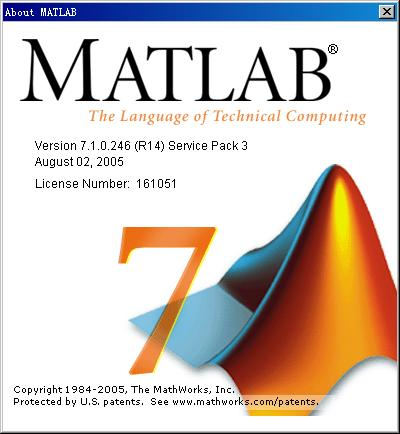 About MATLAB
MATLAB®
The Language of Technical Computing
Version 7.1.0.246 (R14) Service Pack 3
August 02, 2005
License Number: 161051
7
Copyright 1984-2005, The MathWorks, Inc.
Protected by U.S. patents. See www.mathworks.com/patents.